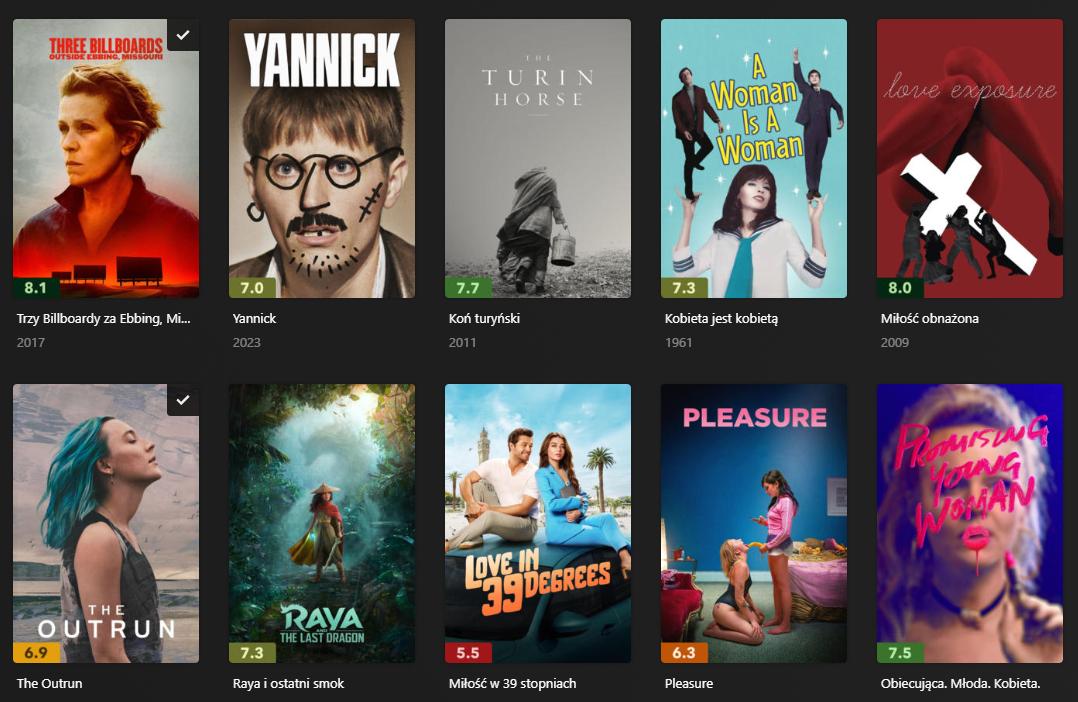 THREE BILLBOARDS
OUTSIDE EBBING, MISSOURI
8.1
Trzy Billboardy za Ebbing, Mi...
2017
YANNICK
7.0
Yannick
2023
THE
TURIN
HORSE
7.7
Koń turyński
2011
A
Woman
Is A
Woman
7.3
Kobieta jest kobietą
1961
love exposure
8.0
Miłość obnażona
2009
THE
OUTRUN
6.9
The Outrun
RAYA
AND
THE LAST DRAGON
7.3
Raya i ostatni smok
LOVE IN
39 DEGREES
5.5
Miłość w 39 stopniach
PLEASURE
6.3
Pleasure
PROMISING
YOUNG
WOMAN
7.5
Obiecująca. Młoda. Kobieta.